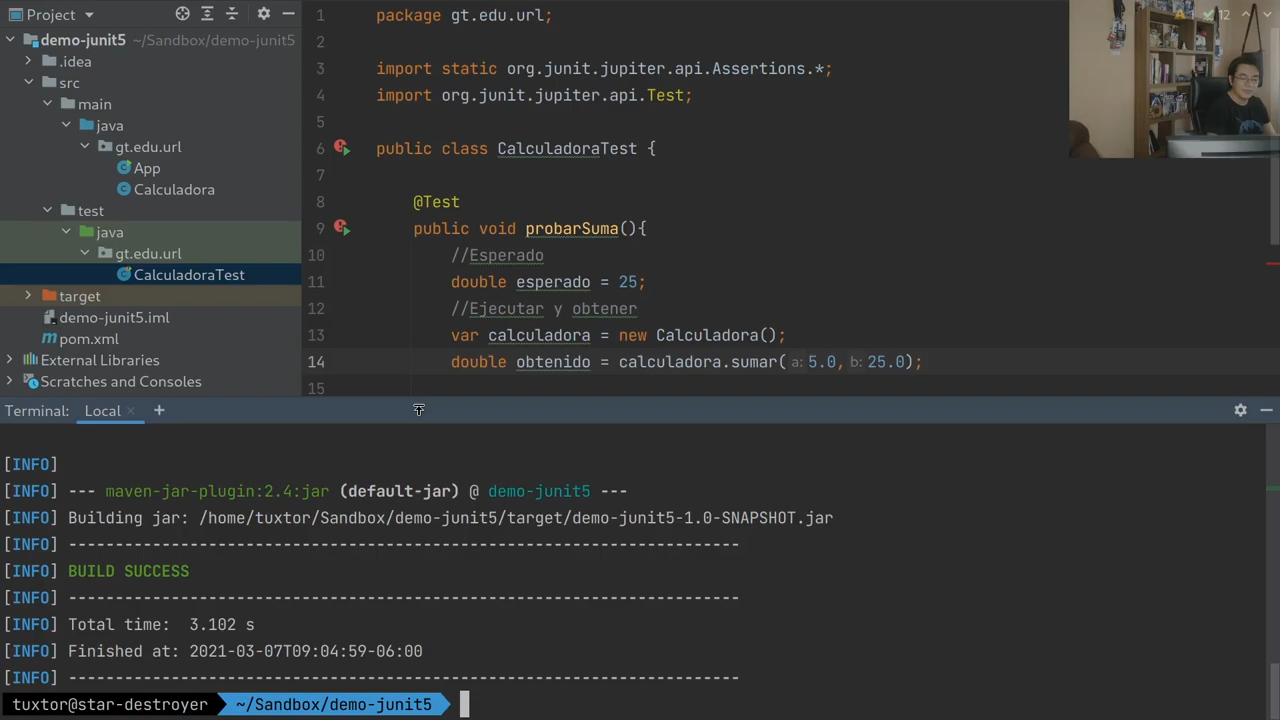 Project
demo-junit5 ~/Sandbox/demo-junit5
.idea
src
main
java
gt.edu.url
App
Calculadora
test
java
gt.edu.url
CalculadoraTest
target
demo-junit5.iml
pom.xml
External Libraries
Scratches and Consoles
1 package gt.edu.url;
2
3 import static org.junit.jupiter.api.Assertions.*;
4 import org.junit.jupiter.api.Test;
5
6 public class CalculadoraTest {
7
8 @Test
9 public void probarSuma(){
10 //Esperado
11 double esperado = 25;
12 //Ejecutar y obtener
13 var calculadora = new Calculadora();
14 double obtenido = calculadora.sumar( a: 5.0, b: 25.0);
15
1 12
Terminal: Local
[INFO]
[INFO] --- maven-jar-plugin:2.4:jar (default-jar) @ demo-junit5 ---
[INFO] Building jar: /home/tuxtor/Sandbox/demo-junit5/target/demo-junit5-1.0-SNAPSHOT.jar
[INFO] ------------------------------------------------------------------------
[INFO] BUILD SUCCESS
[INFO] ------------------------------------------------------------------------
[INFO] Total time:  3.102 s
[INFO] Finished at: 2021-03-07T09:04:59-06:00
[INFO] ------------------------------------------------------------------------
tuxtor@star-destroyer ~/Sandbox/demo-junit5